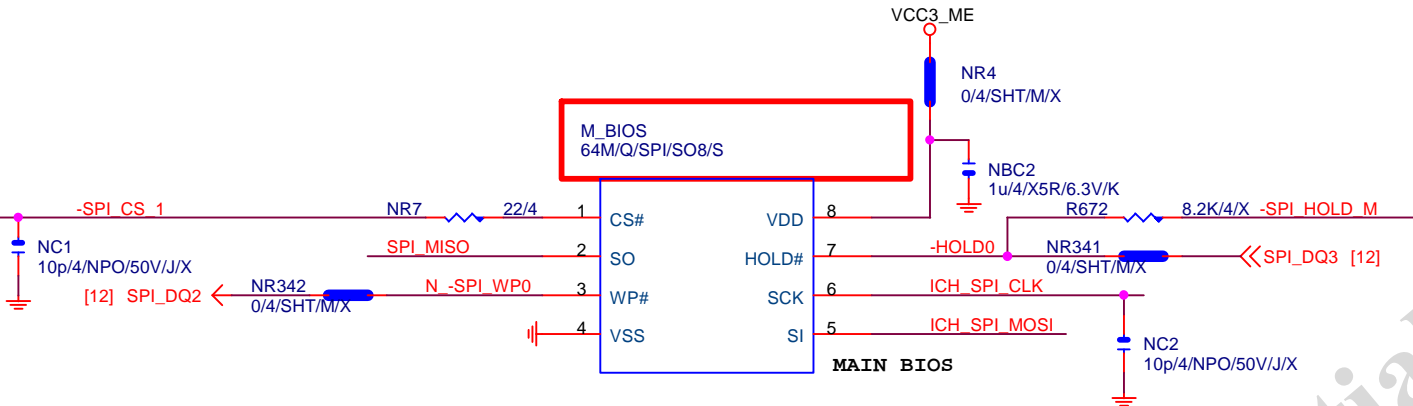 VCC3_ME
NR4
0/4/SHT/M/X
M_BIOS
64M/Q/SPI/SO8/S
NBC2
1u/4/X5R/6.3V/K
-SPI_CS_1
NR7
22/4
1
CS#
VDD
8
R672
8.2K/4/X
-SPI_HOLD_M
NC1
10p/4/NPO/50V/J/X
SPI_MISO
2
SO
HOLD#
7
-HOLD0
NR341
0/4/SHT/M/X
SPI_DQ3 [12]
[12] SPI_DQ2
NR342
0/4/SHT/M/X
N_-SPI_WP0
3
WP#
SCK
6
ICH_SPI_CLK
4
VSS
SI
5
ICH_SPI_MOSI
NC2
10p/4/NPO/50V/J/X
MAIN BIOS